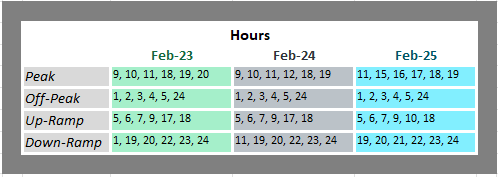 Hours
Feb-23 Feb-24 Feb-25
Peak 9, 10, 11, 18, 19, 20 9, 10, 11, 12, 18, 19 11, 15, 16, 17, 18, 19
Off-Peak 1, 2, 3, 4, 5, 24 1, 2, 3, 4, 5, 24 1, 2, 3, 4, 5, 24
Up-Ramp 5, 6, 7, 9, 17, 18 5, 6, 7, 9, 17, 18 5, 6, 7, 9, 10, 18
Down-Ramp 1, 19, 20, 22, 23, 24 11, 19, 20, 22, 23, 24 19, 20, 21, 22, 23, 24